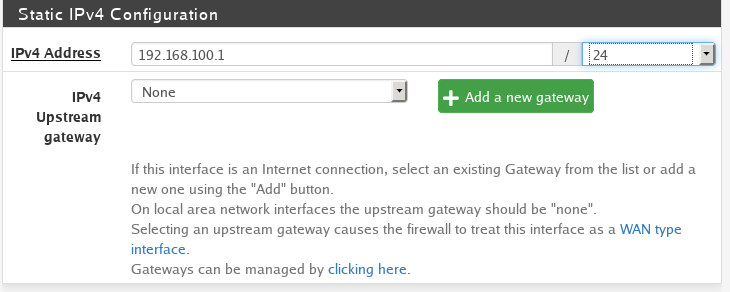 Static IPv4 Configuration
IPv4 Address 192.168.100.1 / 24
IPv4 Upstream gateway None Add a new gateway
If this interface is an Internet connection, select an existing Gateway from the list or add a
new one using the "Add" button.
On local area network interfaces the upstream gateway should be "none".
Selecting an upstream gateway causes the firewall to treat this interface as a WAN type
interface.
Gateways can be managed by clicking here.